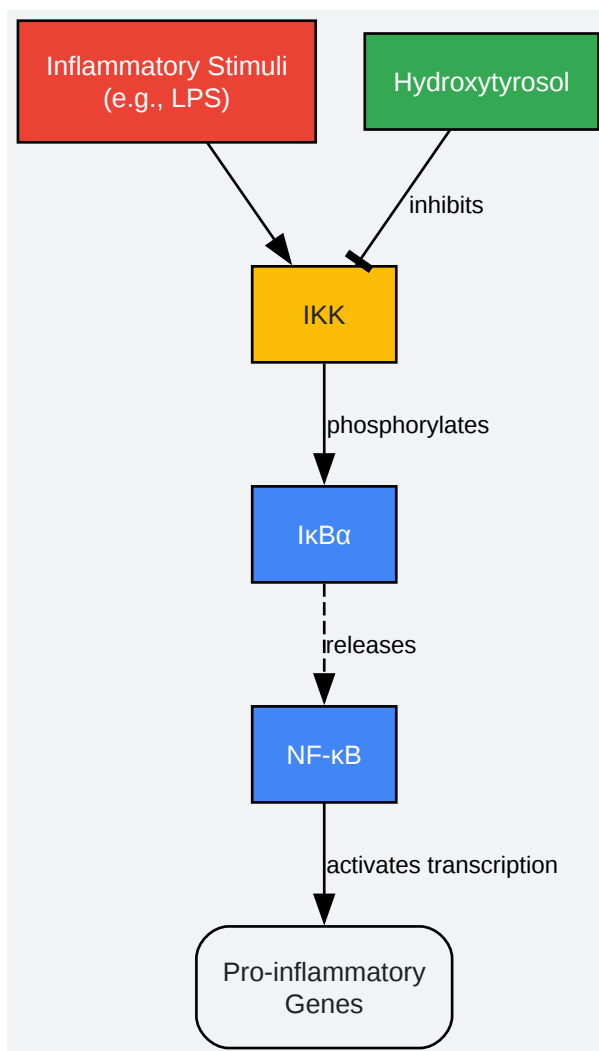 Inflammatory Stimuli
(e.g., LPS)
Hydroxytyrosol
inhibits
IKK
phosphorylates
IκBα
releases
NF-κB
activates transcription
Pro-inflammatory
Genes